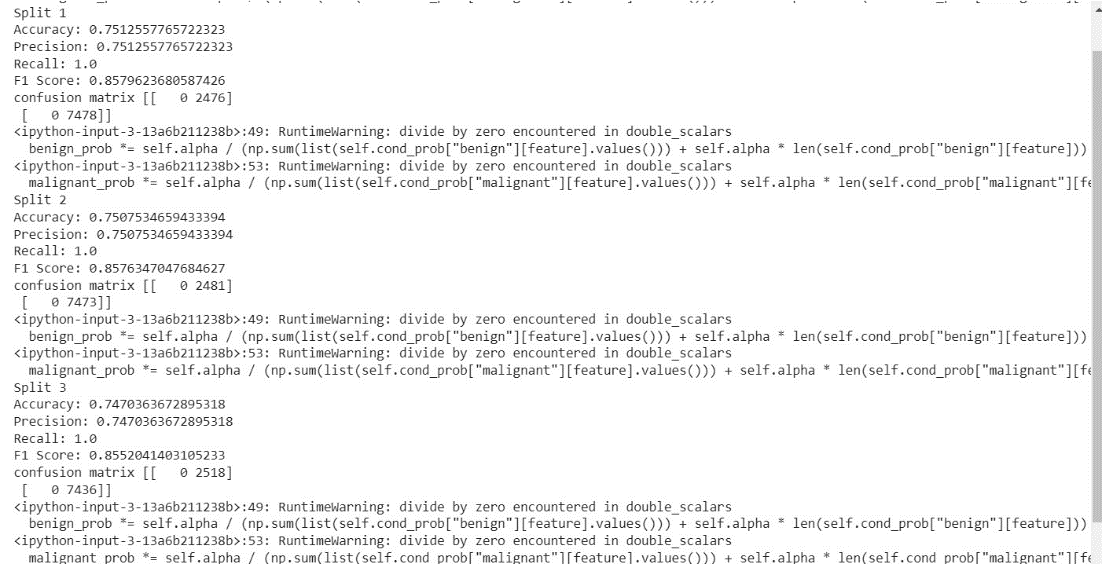 Split 1
Accuracy: 0.7512557765722323
Precision: 0.7512557765722323
Recall: 1.0
F1 Score: 0.8579623680587426
confusion matrix [[   0 2476]
 [   0 7478]]
<ipython-input-3-13a6b211238b>:49: RuntimeWarning: divide by zero encountered in double_scalars
  benign_prob *= self.alpha / (np.sum(list(self.cond_prob["benign"][feature].values())) + self.alpha * len(self.cond_prob["benign"][feature]))
<ipython-input-3-13a6b211238b>:53: RuntimeWarning: divide by zero encountered in double_scalars
  malignant_prob *= self.alpha / (np.sum(list(self.cond_prob["malignant"][feature].values())) + self.alpha * len(self.cond_prob["malignant"][fe
Split 2
Accuracy: 0.7507534659433394
Precision: 0.7507534659433394
Recall: 1.0
F1 Score: 0.8576347047684627
confusion matrix [[   0 2481]
 [   0 7473]]
<ipython-input-3-13a6b211238b>:49: RuntimeWarning: divide by zero encountered in double_scalars
  benign_prob *= self.alpha / (np.sum(list(self.cond_prob["benign"][feature].values())) + self.alpha * len(self.cond_prob["benign"][feature]))
<ipython-input-3-13a6b211238b>:53: RuntimeWarning: divide by zero encountered in double_scalars
  malignant_prob *= self.alpha / (np.sum(list(self.cond_prob["malignant"][feature].values())) + self.alpha * len(self.cond_prob["malignant"][fe
Split 3
Accuracy: 0.7470363672895318
Precision: 0.7470363672895318
Recall: 1.0
F1 Score: 0.8552041403105233
confusion matrix [[   0 2518]
 [   0 7436]]
<ipython-input-3-13a6b211238b>:49: RuntimeWarning: divide by zero encountered in double_scalars
  benign_prob *= self.alpha / (np.sum(list(self.cond_prob["benign"][feature].values())) + self.alpha * len(self.cond_prob["benign"][feature]))
<ipython-input-3-13a6b211238b>:53: RuntimeWarning: divide by zero encountered in double_scalars
  malignant_prob *= self.alpha / (np.sum(list(self.cond_prob["malignant"][feature].values())) + self.alpha * len(self.cond_prob["malignant"][fe